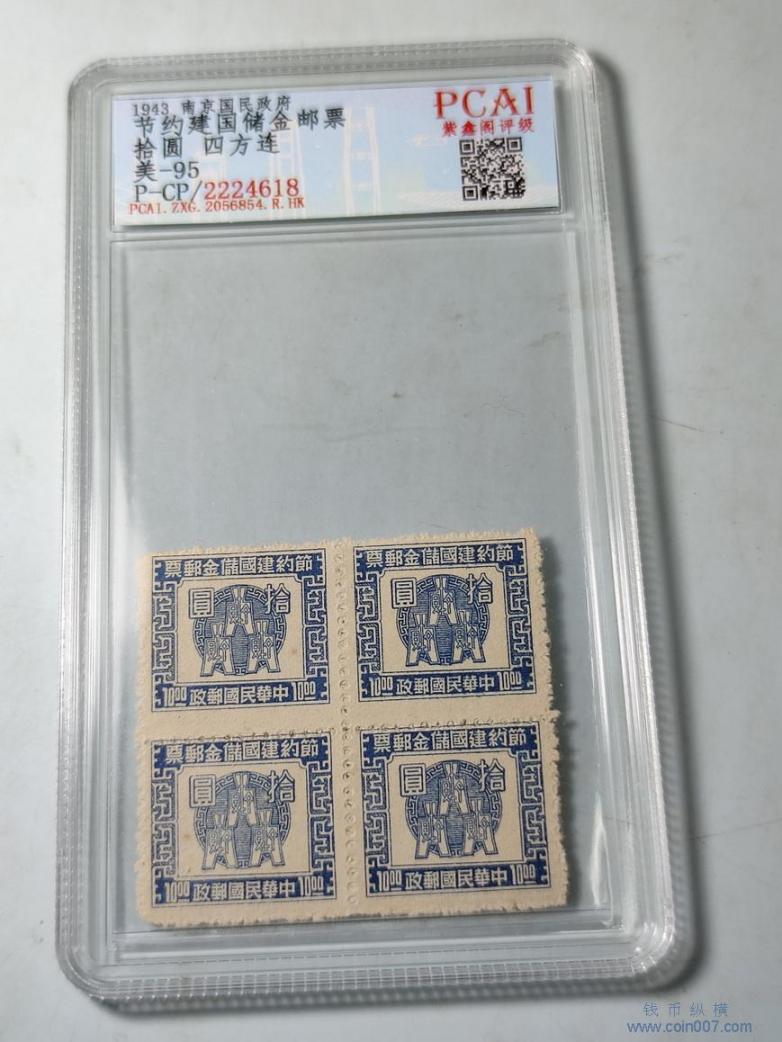 1943 南京国民政府
节约建国储金邮票
拾圆 四方连
美-95
P-CP/2224618
PCAI.ZXG.2056854.R.HK
PCAI
紫鑫阁评级
票郵金儲國建約節
圓 拾
10.00 政郵國民華中 10.00
票郵金儲國建約節
圓 拾
10.00 政郵國民華中 10.00
票郵金儲國建約節
圓 拾
10.00 政郵國民華中 10.00
票郵金儲國建約節
圓 拾
10.00 政郵國民華中 10.00
钱币纵横
www.coin007.com